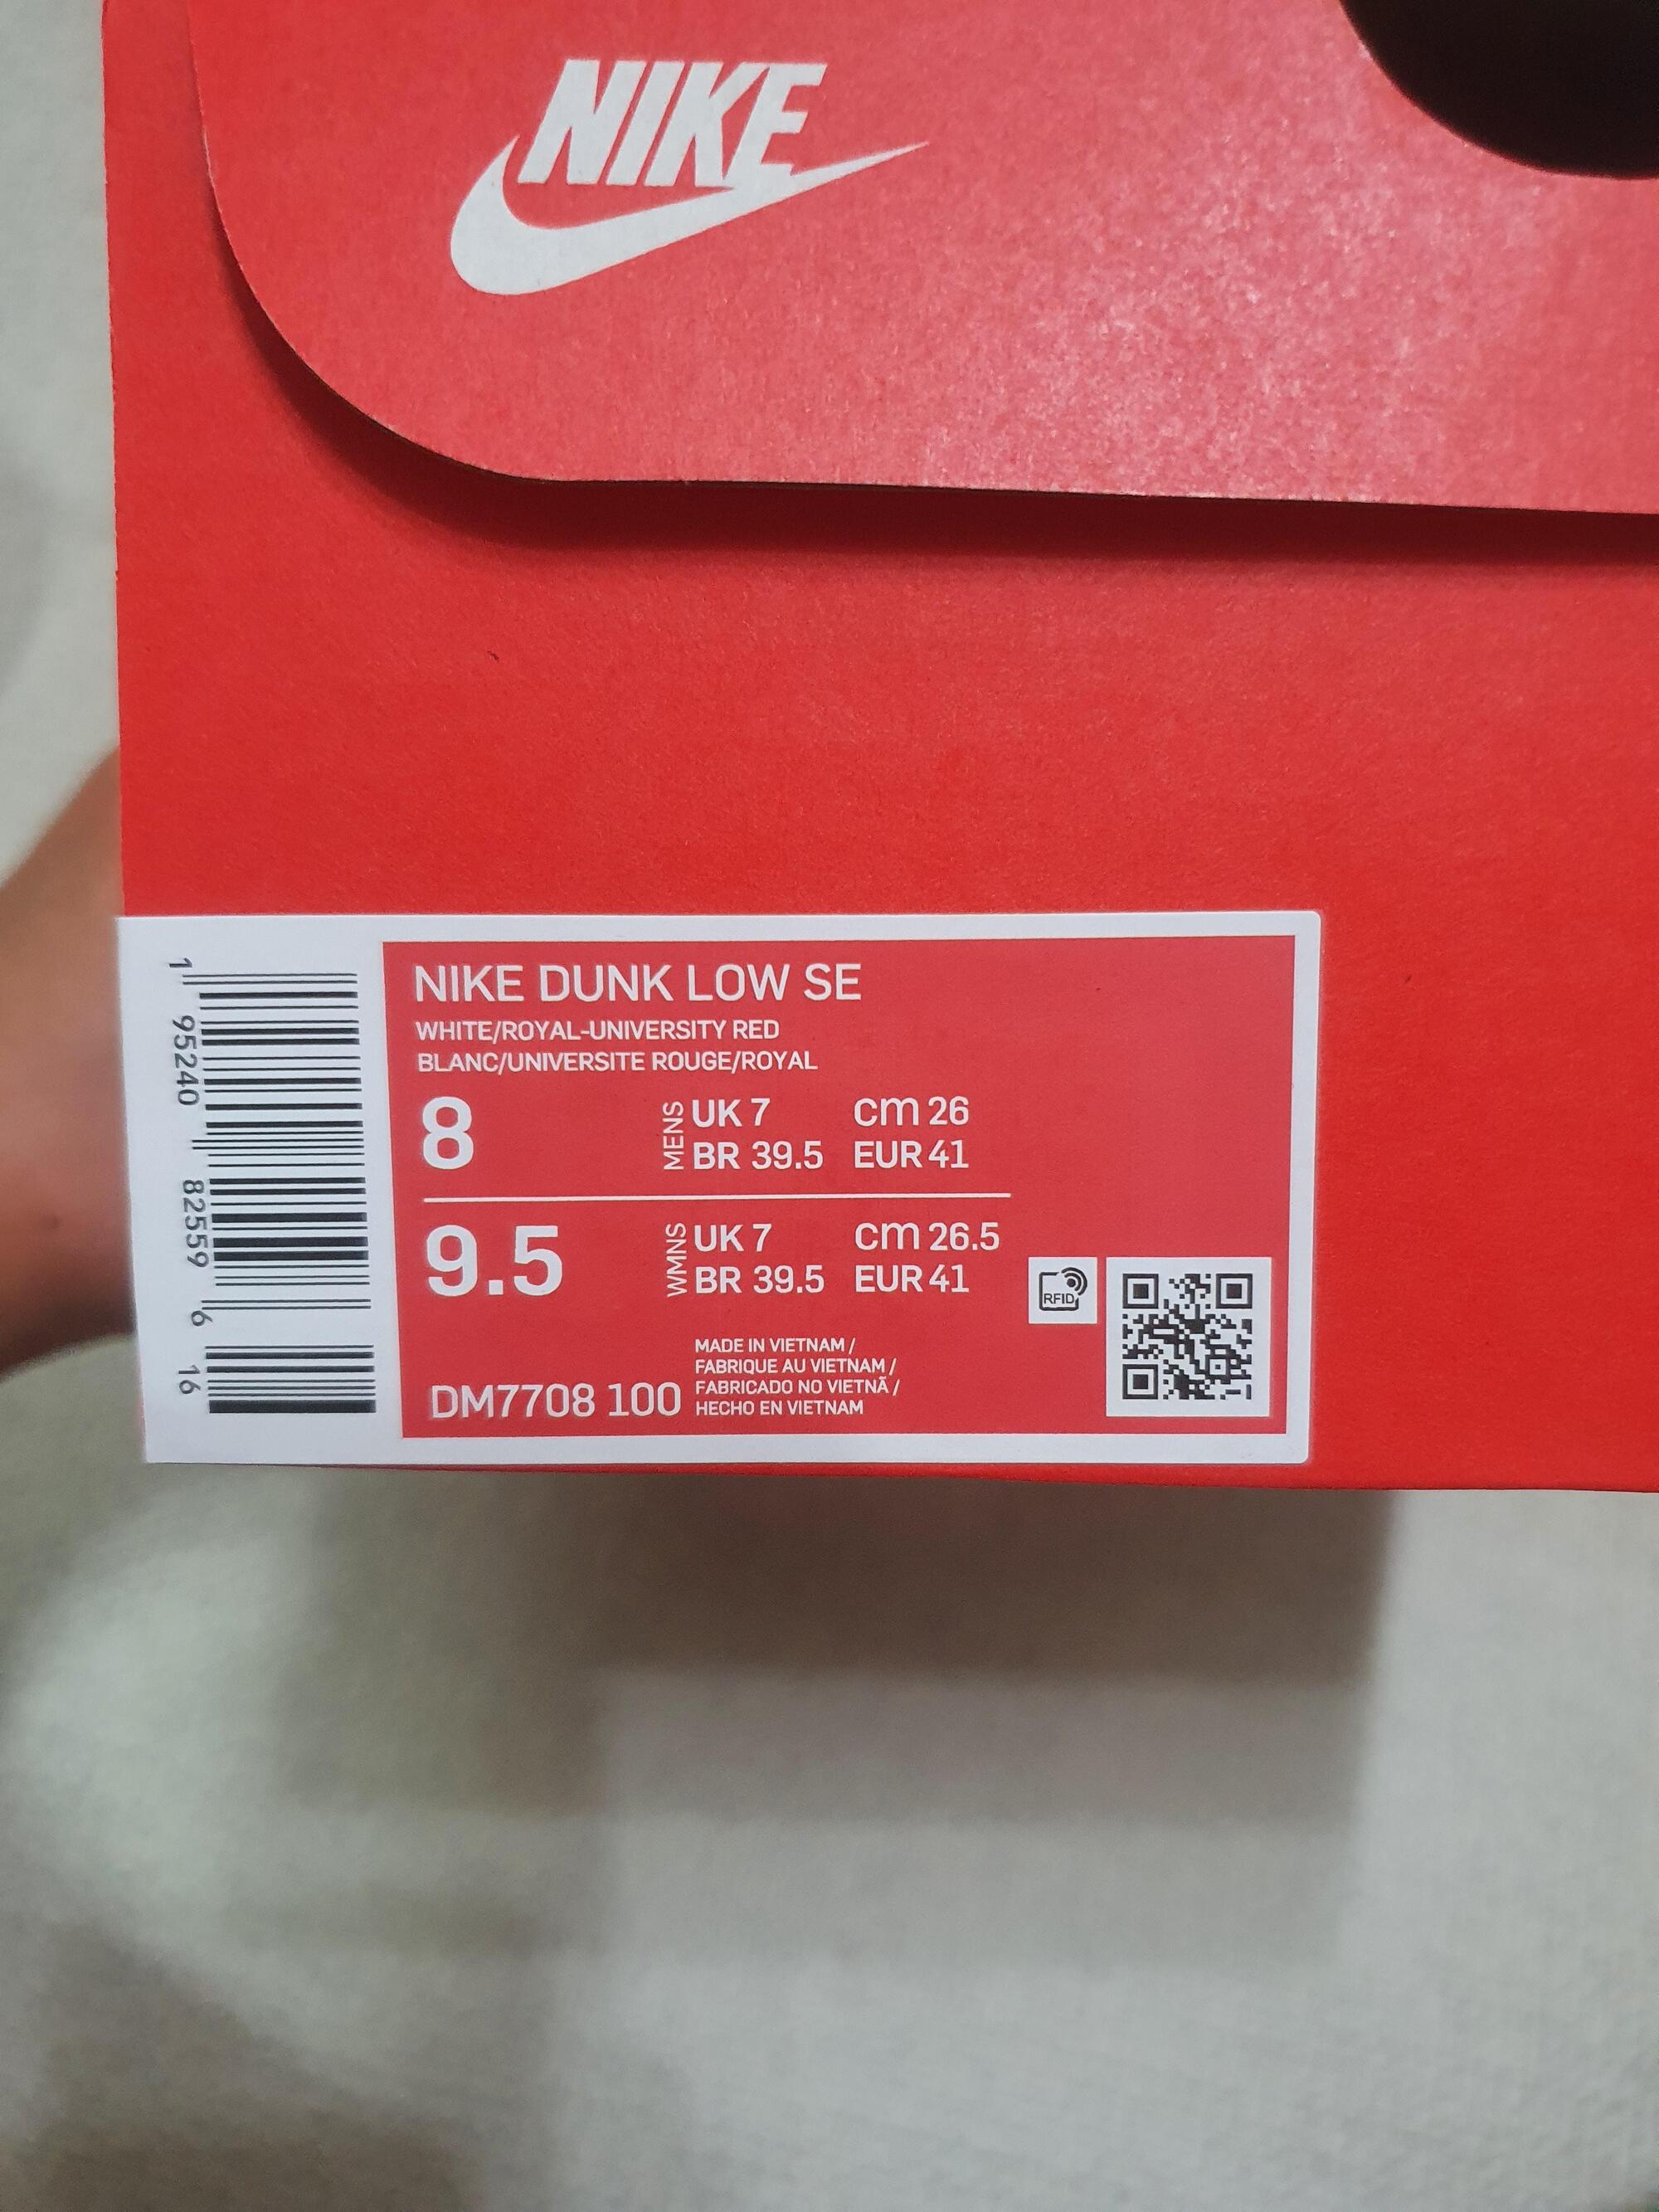 NIKE
NIKE DUNK LOW SE
WHITE/ROYAL-UNIVERSITY RED
BLANC/UNIVERSITE ROUGE/ROYAL
8 MENS UK 7 cm 26
BR 39.5 EUR 41
9.5 WMNS UK 7 cm 26.5
BR 39.5 EUR 41
RFID
MADE IN VIETNAM /
FABRIQUE AU VIETNAM /
FABRICADO NO VIETNÃ /
HECHO EN VIETNAM
DM7708 100
1 95240 82559 6 16